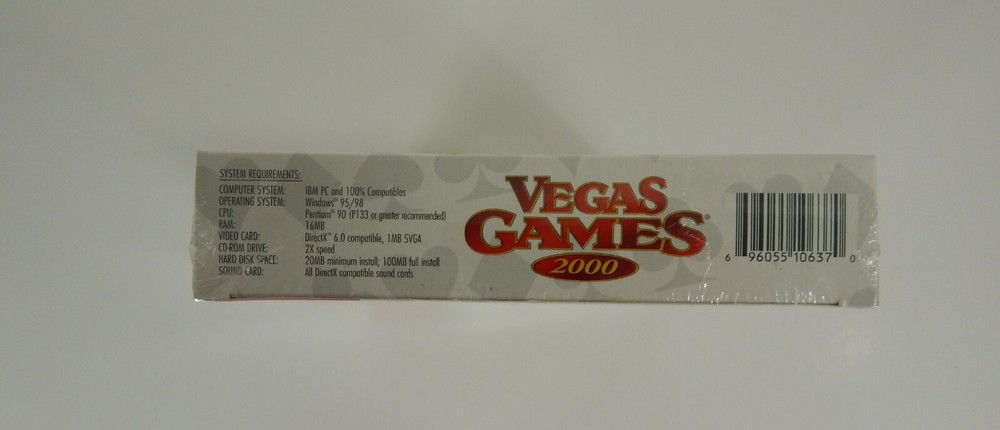 SYSTEM REQUIREMENTS:
COMPUTER SYSTEM: IBM PC and 100% Compatibles
OPERATING SYSTEM: Windows® 95/98
CPU: Pentium® 90 (P133 or greater recommended)
RAM: 16MB
VIDEO CARD: DirectX™ 6.0 compatible, 1MB SVGA
CD-ROM DRIVE: 2X speed
HARD DISK SPACE: 20MB minimum install; 100MB full install
SOUND CARD: All DirectX compatible sound cards
VEGAS
GAMES®
2000
6 96055 10637 0